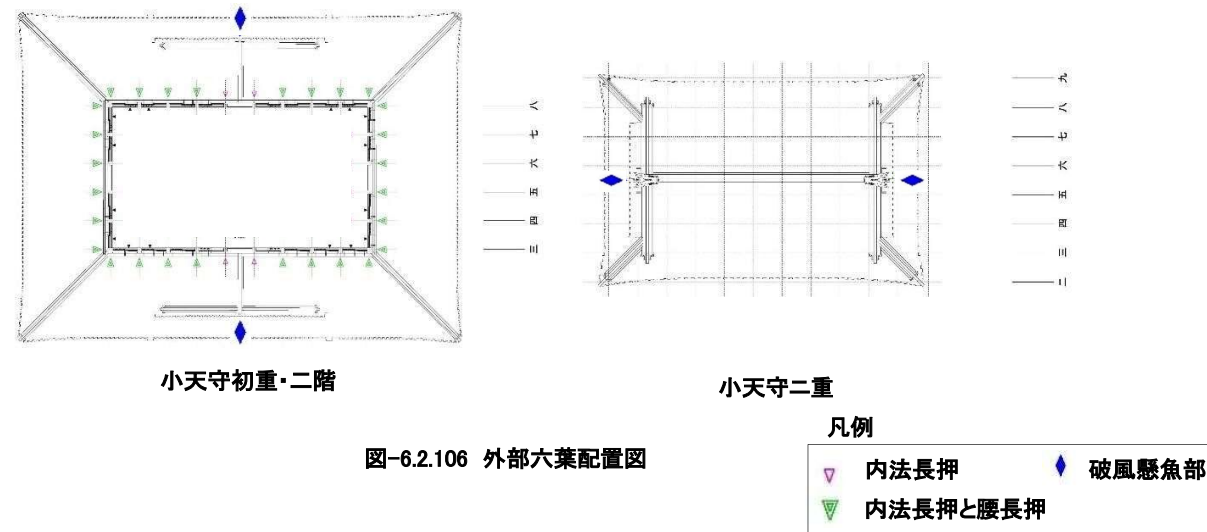 八
七
六
五
四
三
九
八
七
六
五
四
三
二
小天守初重・二階
小天守二重
図-6.2.106 外部六葉配置図
凡例
内法長押
破風懸魚部
内法長押と腰長押